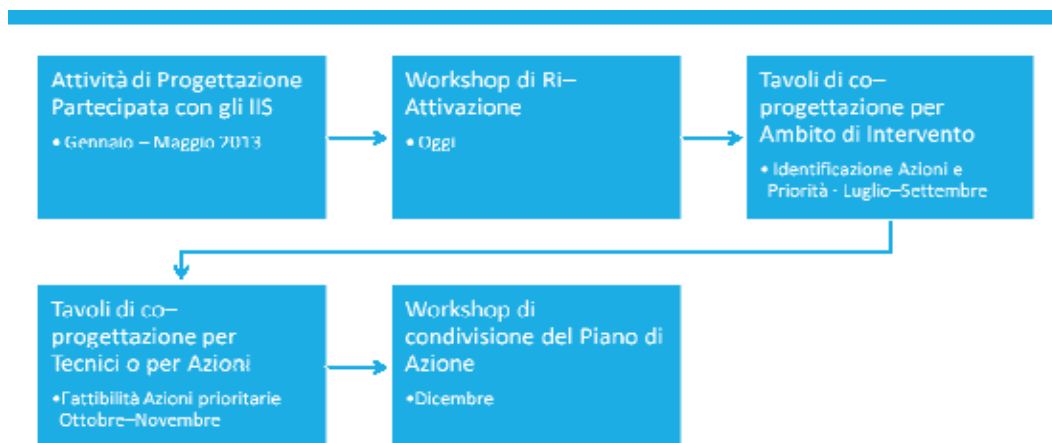 Attività di Progettazione
Partecipata con gli IIS
• Gennaio – Maggio 2013
Workshop di Ri–
Attivazione
• Oggi
Tavoli di co–
progettazione per
Ambito di Intervento
• Identificazione Azioni e
Priorità - Luglio–Settembre
Tavoli di co–
progettazione per
Tecnici o per Azioni
•Fattibilità Azioni prioritarie
Ottobre–Novembre
Workshop di
condivisione del Piano di
Azione
•Dicembre